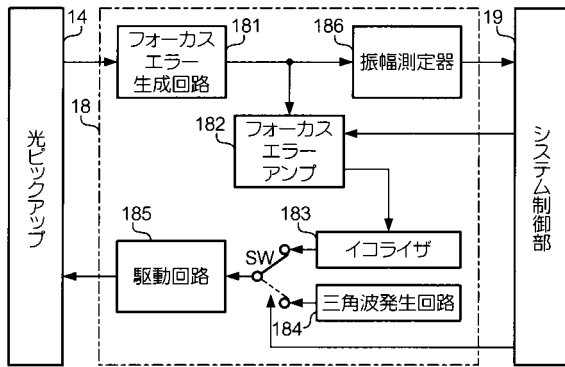 14
181
186
19
フォーカス
エラー
生成回路
振幅測定器
18
182
フォーカス
エラー
アンプ
光ピックアップ
システム制御部
185
183
SW
イコライザ
駆動回路
三角波発生回路
184